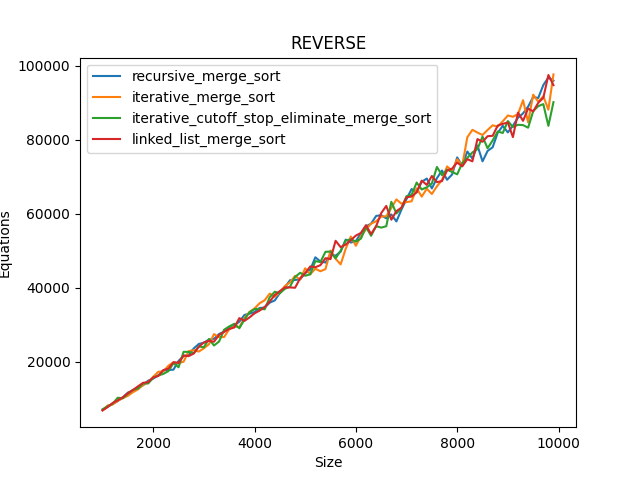 REVERSE
100000
80000
60000
40000
20000
Equations
recursive_merge_sort
iterative_merge_sort
iterative_cutoff_stop_eliminate_merge_sort
linked_list_merge_sort
2000 4000 6000 8000 10000
Size